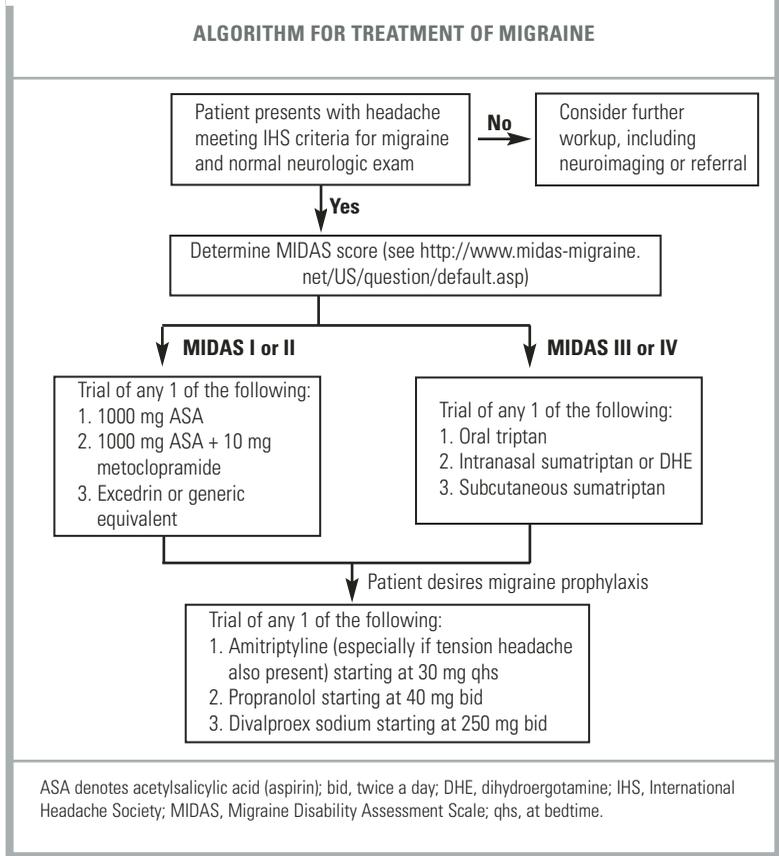 ALGORITHM FOR TREATMENT OF MIGRAINE
Patient presents with headache
meeting IHS criteria for migraine
and normal neurologic exam
No
Consider further
workup, including
neuroimaging or referral
Yes
Determine MIDAS score (see http://www.midas-migraine.
net/US/question/default.asp)
MIDAS I or II
MIDAS III or IV
Trial of any 1 of the following:
1. 1000 mg ASA
2. 1000 mg ASA + 10 mg
metoclopramide
3. Excedrin or generic
equivalent
Trial of any 1 of the following:
1. Oral triptan
2. Intranasal sumatriptan or DHE
3. Subcutaneous sumatriptan
Patient desires migraine prophylaxis
Trial of any 1 of the following:
1. Amitriptyline (especially if tension headache
also present) starting at 30 mg qhs
2. Propranolol starting at 40 mg bid
3. Divalproex sodium starting at 250 mg bid
ASA denotes acetylsalicylic acid (aspirin); bid, twice a day; DHE, dihydroergotamine; IHS, International
Headache Society; MIDAS, Migraine Disability Assessment Scale; qhs, at bedtime.